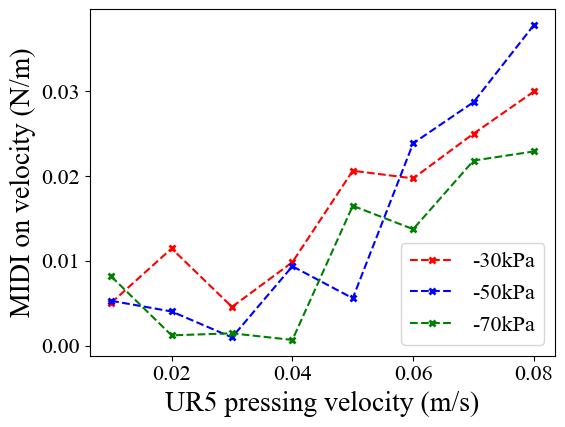 MIDI on velocity (N/m)
0.03
0.02
0.01
0.00
-30kPa
-50kPa
-70kPa
0.02 0.04 0.06 0.08
UR5 pressing velocity (m/s)